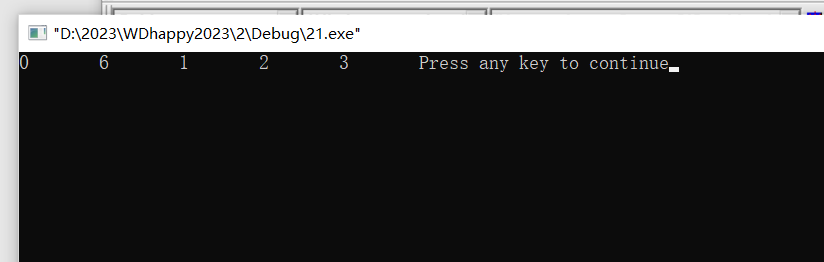 "D:\2023\WDhappy2023\2\Debug\21.exe"
0 6 1 2 3 Press any key to continue